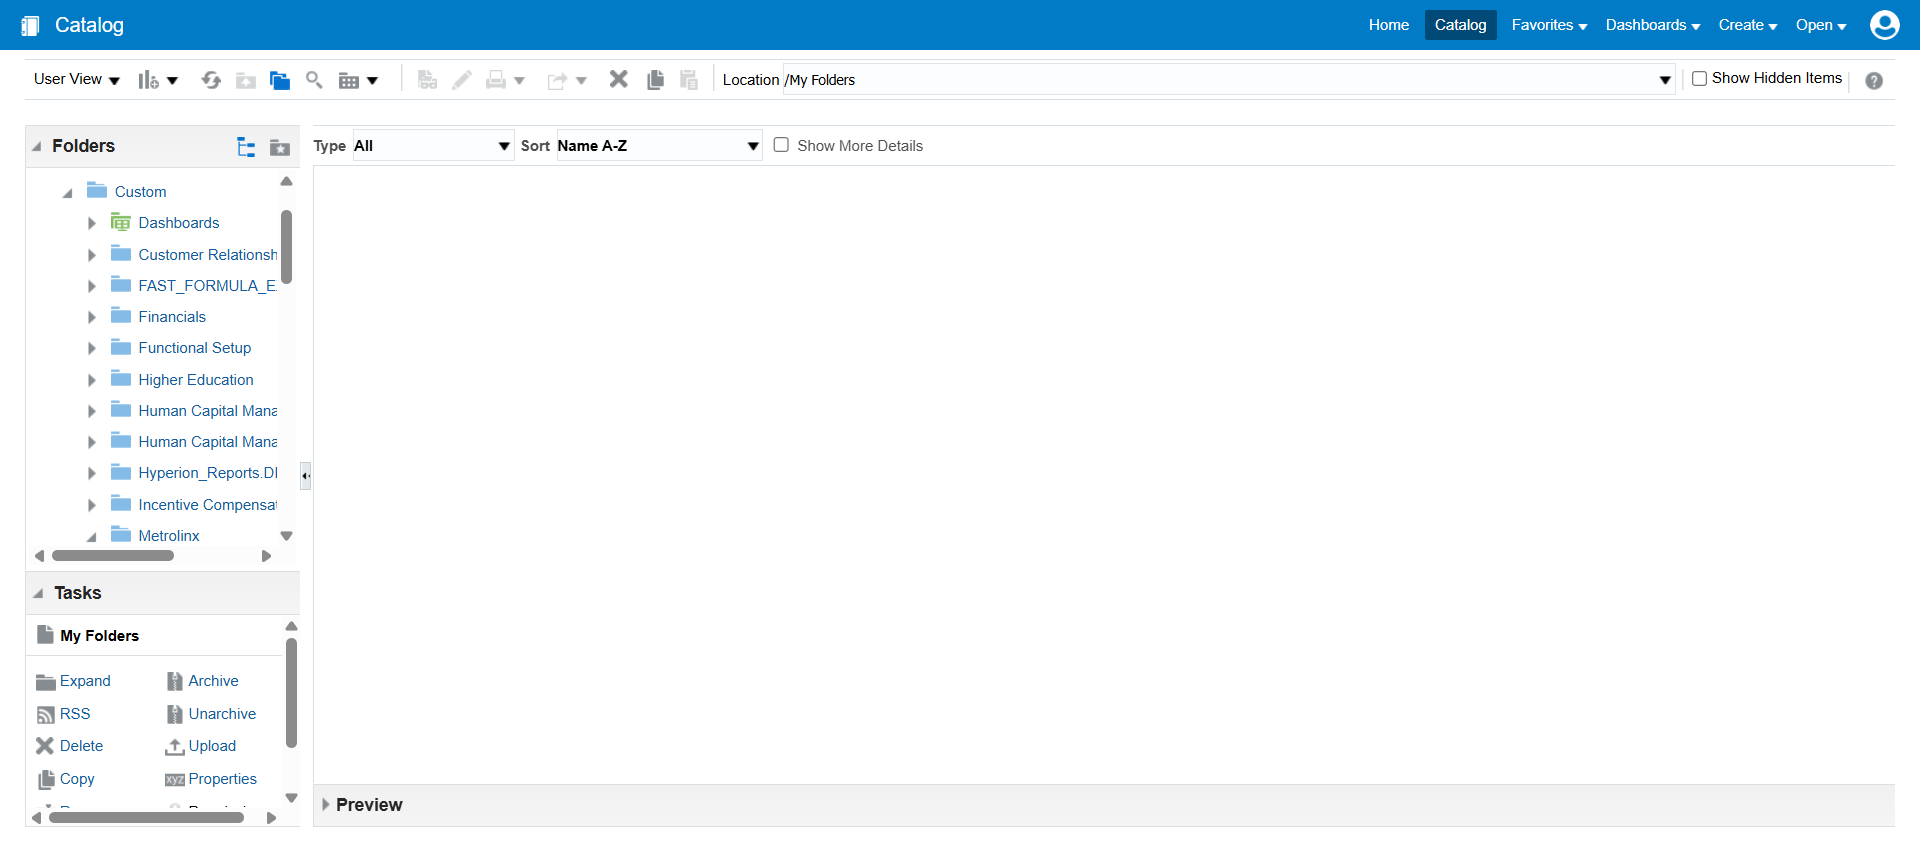 Catalog
Home
Catalog
Favorites
Dashboards
Create
Open
User View
Location /My Folders
Show Hidden Items
Folders
Type All
Sort Name A-Z
Show More Details
Custom
Dashboards
Customer Relationsh
FAST_FORMULA_E
Financials
Functional Setup
Higher Education
Human Capital Mana
Human Capital Mana
Hyperion_Reports.D
Incentive Compensa
Metrolinx
Tasks
My Folders
Expand
Archive
RSS
Unarchive
Delete
Upload
Copy
xyz Properties
Preview